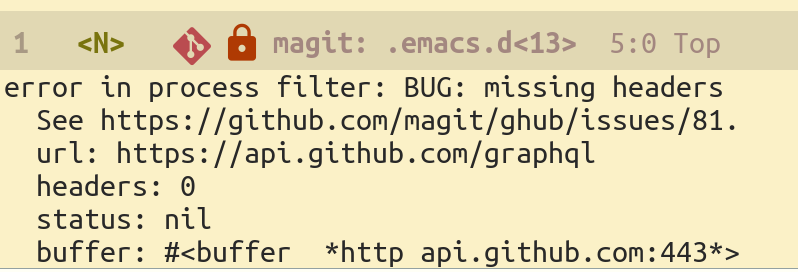 1 <N> magit: .emacs.d<13> 5:0 Top
error in process filter: BUG: missing headers
See https://github.com/magit/ghub/issues/81.
url: https://api.github.com/graphql
headers: 0
status: nil
buffer: #<buffer  *http api.github.com:443*>